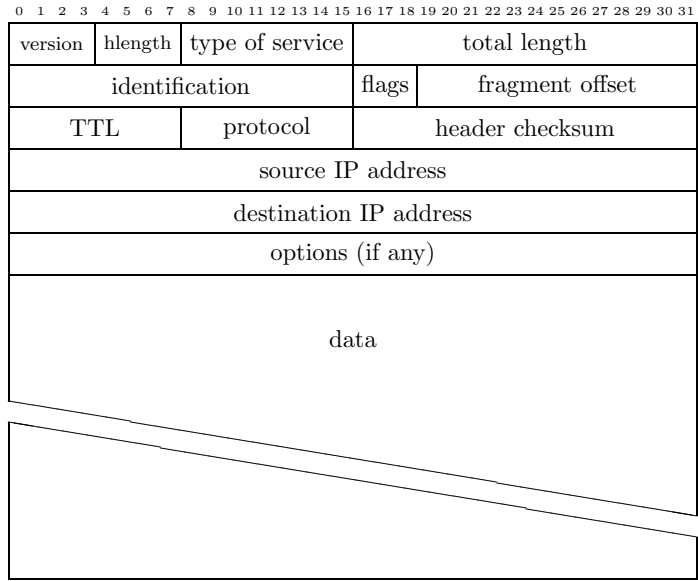 0 1 2 3 4 5 6 7 8 9 10 11 12 13 14 15 16 17 18 19 20 21 22 23 24 25 26 27 28 29 30 31
version hlength type of service total length
identification flags fragment offset
TTL protocol header checksum
source IP address
destination IP address
options (if any)
data